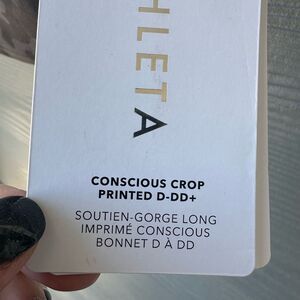 HLETA
CONSCIOUS CROP
PRINTED D-DD+
SOUTIEN-GORGE LONG
IMPRIMÉ CONSCIOUS
BONNET D À DD